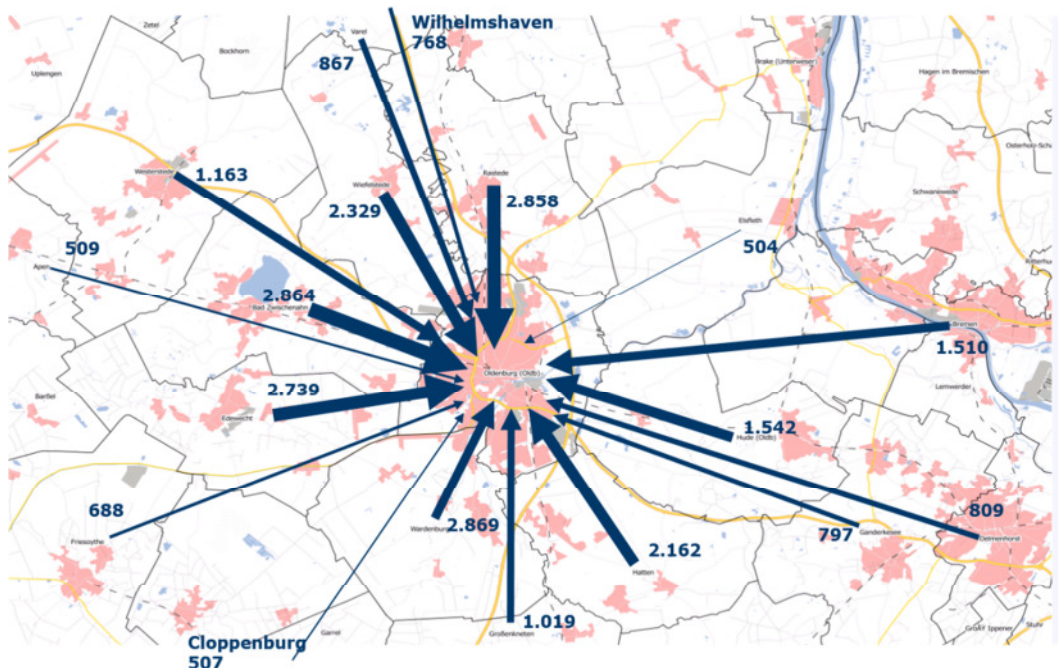 Zetel
Bockhorn
Varel
Wilhelmshaven
768
867
Uplengen
Brake (Unterweser)
Hagen im Bremischen
Westerstede
1.163
Wiefelstede
2.329
Rastede
2.858
Schwanewede
Elsfleth
504
509
Apen
2.864
Bad Zwischenahn
Bremen
1.510
Oldenburg (Oldb)
Lemwerder
2.739
Edewecht
Barßel
1.542
Hude (Oldb)
688
Friesoythe
2.869
Wardenburg
2.162
Hatten
797
Ganderkesee
809
Delmenhorst
1.019
Großenkneten
Garrel
Cloppenburg
507
Stuhr